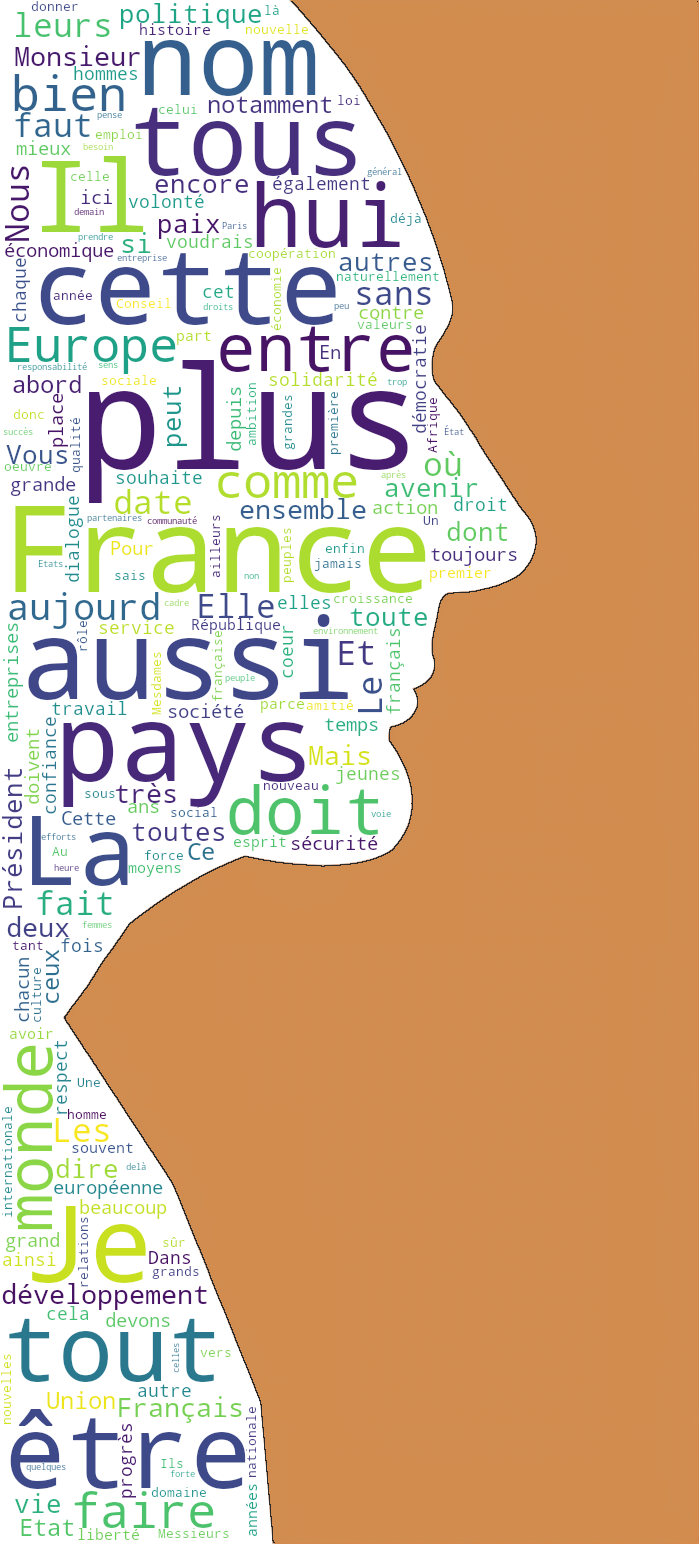 donner
politique
là
leurs
histoire
nouvelle
Monsieur
nom
hommes
bien
notamment
loi
celui
pense
faut
tous
emploi
mieux
besoin
général
Il
celle
encore
également
Nous
ici
volonté
hui
demain
paix
Paris
déjà
prendre
si
voudrais
économique
entreprise
coopération
autres
chaque
cette
naturellement
année
Conseil
cet
droits
économie
peu
sans
contre
valeurs
Europe
part
entre
En
démocratie
responsabilité
sens
abord
sociale
solidarité
trop
plus
place
peut
depuis
ambition
grandes
première
Afrique
donc
succès
qualité
Vous
État
oeuvre
où
grande
souhaite
comme
après
avenir
date
ensemble
action
droit
dialogue
partenaires
communauté
ailleurs
Un
dont
France
Pour
peuples
enfin
toujours
Etats
sais
non
jamais
premier
aujourd
cadre
Elle
elles
croissance
toute
service
République
environnement
rôle
entreprises
aussi
française
coeur
Et
français
Mesdames
peuple
Le
travail
société
parce
amitié
temps
pays
Mais
doivent
confiance
jeunes
Président
sous
très
nouveau
ans
social
doit
voie
Cette
La
toutes
efforts
Au
esprit
sécurité
force
Ce
heure
moyens
fait
deux
femmes
tant
fois
chacun
culture
ceux
avoir
monde
respect
Une
internationale
homme
Les
souvent
dire
delà
européenne
beaucoup
Je
relations
grand
sûr
ainsi
Dans
grands
développement
cela
devons
tout
celles
vers
nouvelles
autre
Union
Français
être
progrès
nationale
quelques
Ils
forte
domaine
vie
faire
années
Etat
liberté
Messieurs